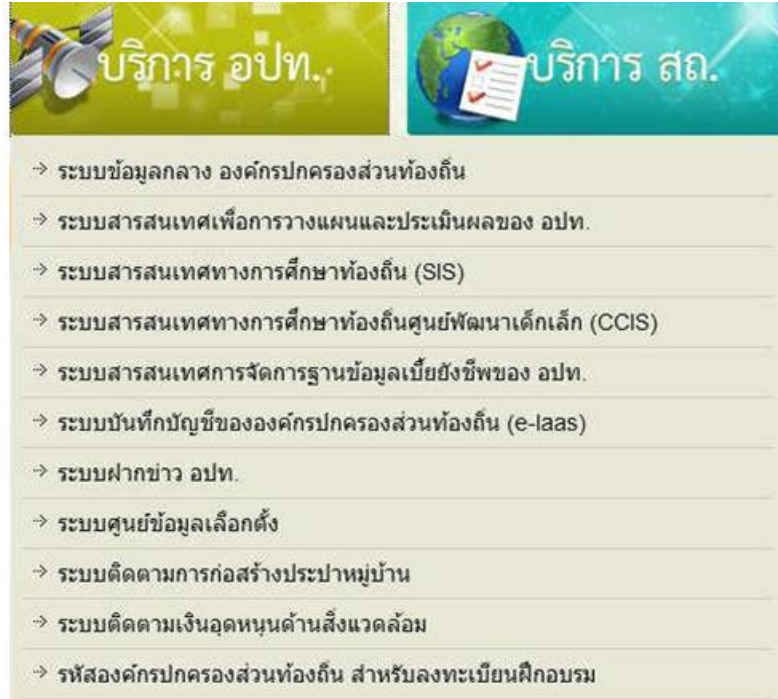 บริการ อปท.
บริการ สถ.
ระบบข้อมูลกลาง องค์กรปกครองส่วนท้องถิ่น
ระบบสารสนเทศเพื่อการวางแผนและประเมินผลของ อปท.
ระบบสารสนเทศทางการศึกษาท้องถิ่น (SIS)
ระบบสารสนเทศทางการศึกษาท้องถิ่นศูนย์พัฒนาเด็กเล็ก (CCIS)
ระบบสารสนเทศการจัดการฐานข้อมูลเบี้ยยังชีพของ อปท.
ระบบบันทึกบัญชีขององค์กรปกครองส่วนท้องถิ่น (e-laas)
ระบบฝากข่าว อปท.
ระบบศูนย์ข้อมูลเลือกตั้ง
ระบบติดตามการก่อสร้างประปาหมู่บ้าน
ระบบติดตามเงินอุดหนุนด้านสิ่งแวดล้อม
รหัสองค์กรปกครองส่วนท้องถิ่น สำหรับลงทะเบียนฝึกอบรม